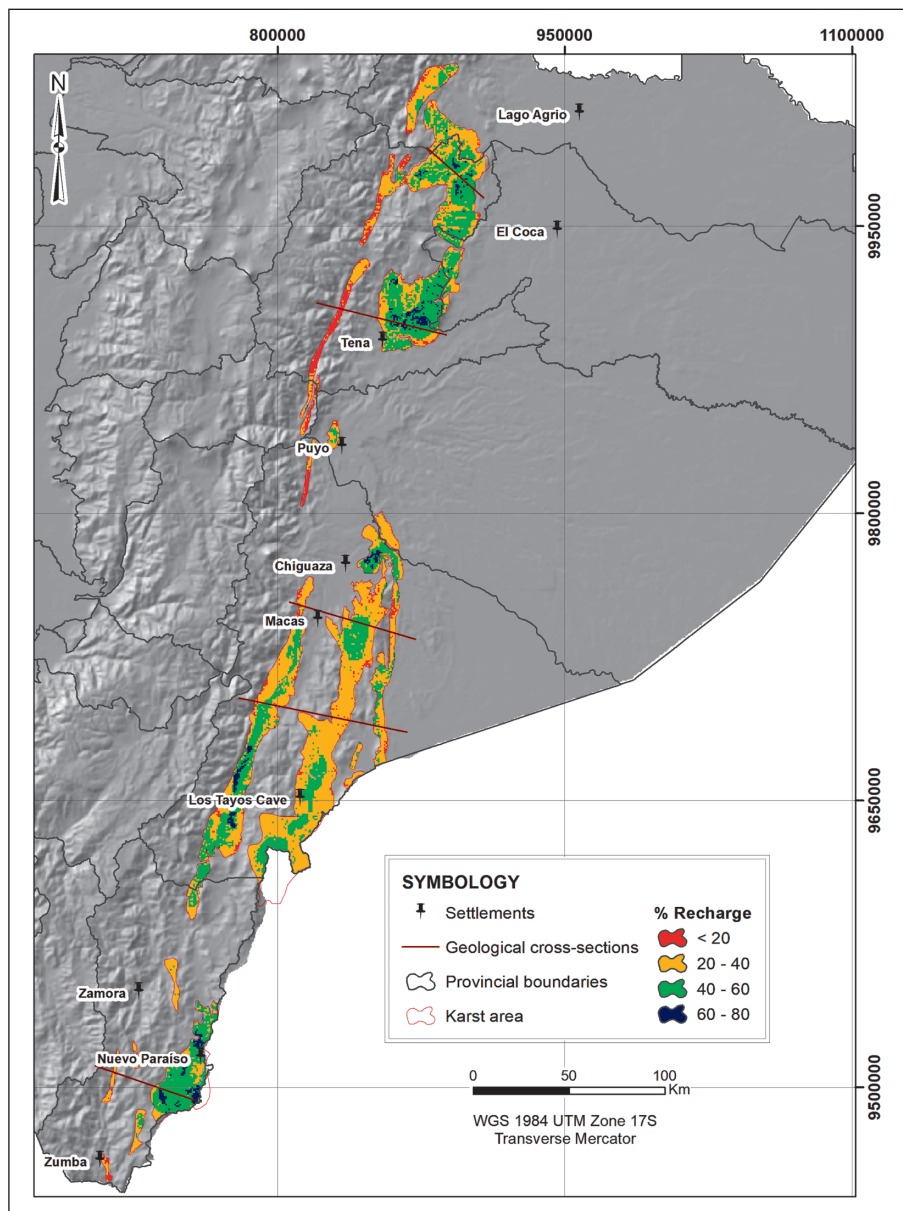 800000 950000 1100000
N
Lago Agrio
9950000
El Coca
Tena
Puyo
9800000
Chiguaza
Macas
Los Tayos Cave
9650000
SYMBOLOGY
Settlements
Geological cross-sections
Provincial boundaries
Karst area
% Recharge
< 20
20 - 40
40 - 60
60 - 80
Zamora
Nuevo Paraíso
9500000
0 50 100
Km
WGS 1984 UTM Zone 17S
Transverse Mercator
Zumba